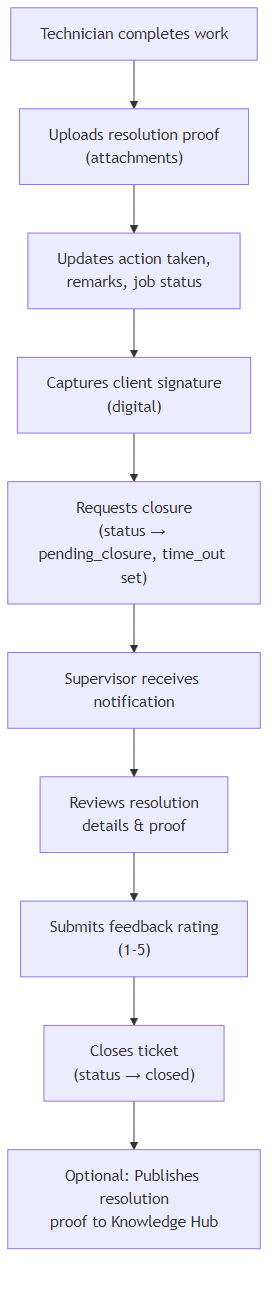 Technician completes work
Uploads resolution proof
(attachments)
Updates action taken,
remarks, job status
Captures client signature
(digital)
Requests closure
(status →
pending_closure, time_out
set)
Supervisor receives
notification
Reviews resolution
details & proof
Submits feedback rating
(1-5)
Closes ticket
(status → closed)
Optional: Publishes
resolution
proof to Knowledge Hub